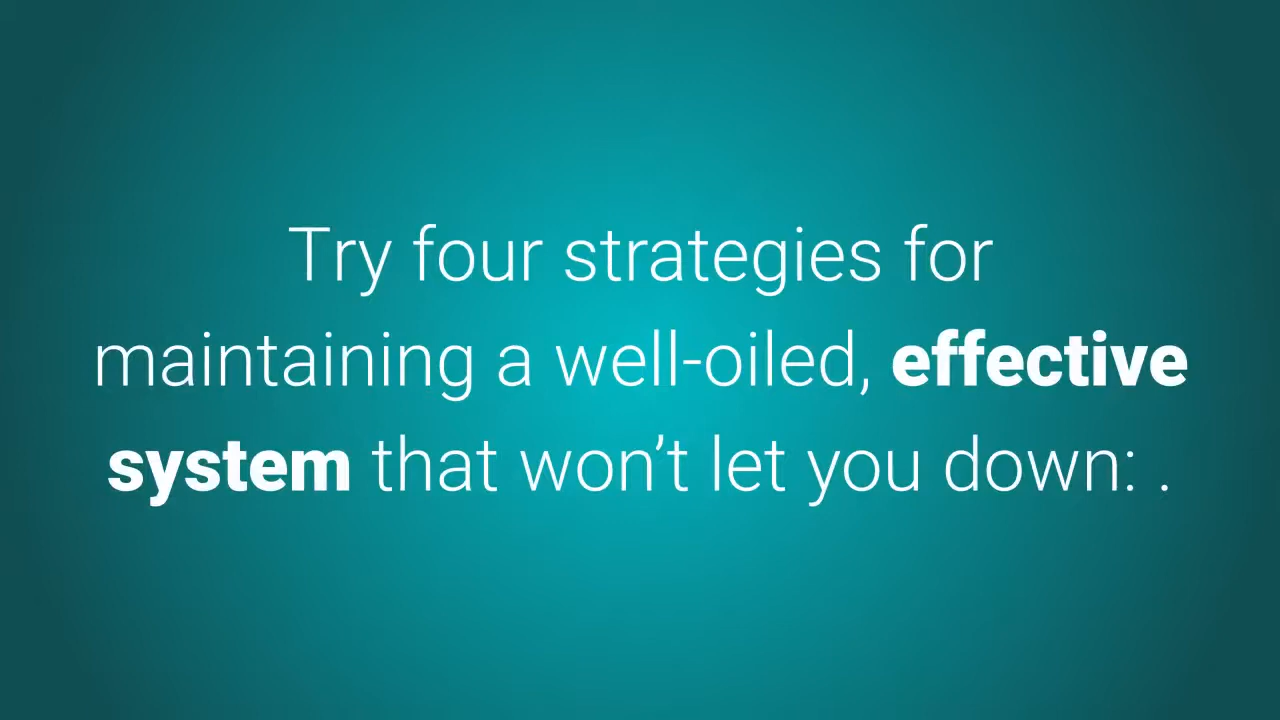 Try four strategies for
maintaining a well-oiled, effective
system that won’t let you down: .